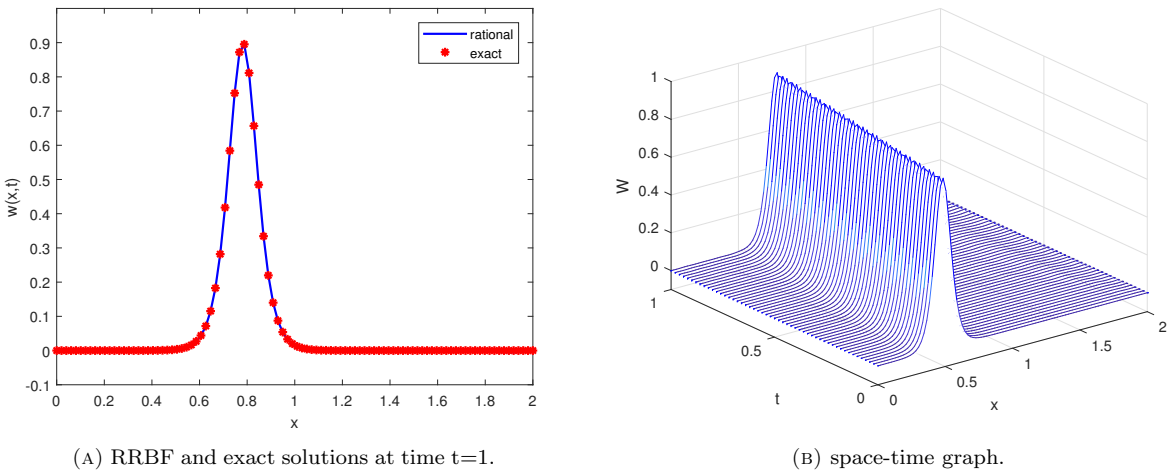 0.9
0.8
0.7
0.6
0.5
0.4
0.3
0.2
0.1
0
-0.1
w(x,t)
0 0.2 0.4 0.6 0.8 1 1.2 1.4 1.6 1.8 2
x
rational
exact
(A) RRBF and exact solutions at time t=1.
1
0.8
0.6
0.4
0.2
0
W
1
0.5
0
t
0
0.5
1
1.5
2
x
(B) space-time graph.